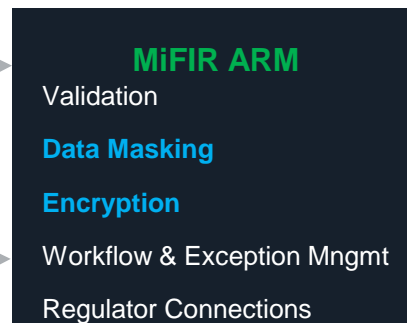 MiFIR ARM
Validation
Data Masking
Encryption
Workflow & Exception Mngmt
Regulator Connections